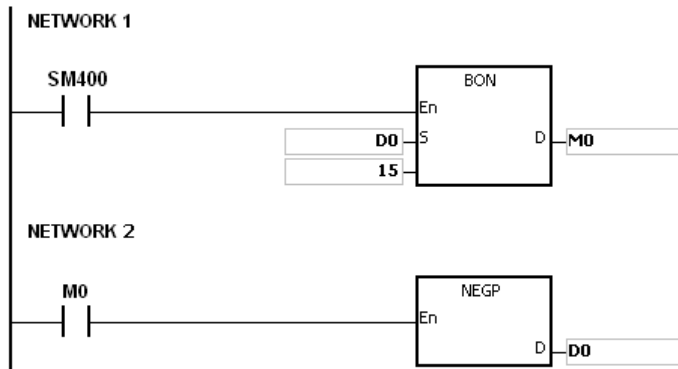 NETWORK 1
SM400
BON
En
D0 S D M0
15
NETWORK 2
M0
NEGP
En
D D0